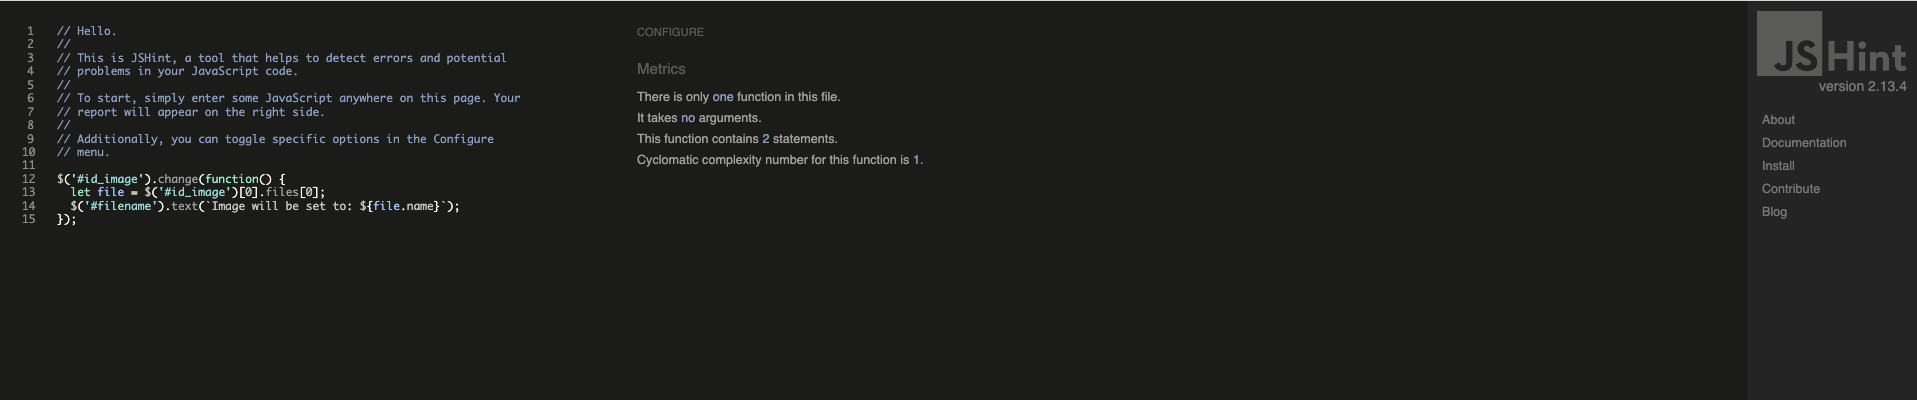 1 // Hello.
2 //
3 // This is JSHint, a tool that helps to detect errors and potential
4 // problems in your JavaScript code.
5 //
6 // To start, simply enter some JavaScript anywhere on this page. Your
7 // report will appear on the right side.
8 //
9 // Additionally, you can toggle specific options in the Configure
10 // menu.
11
12 $('#id_image').change(function() {
13   let file = $('#id_image')[0].files[0];
14   $('#filename').text(`Image will be set to: ${file.name}`);
15 });
CONFIGURE
Metrics
There is only one function in this file.
It takes no arguments.
This function contains 2 statements.
Cyclomatic complexity number for this function is 1.
JSHint
version 2.13.4
About
Documentation
Install
Contribute
Blog